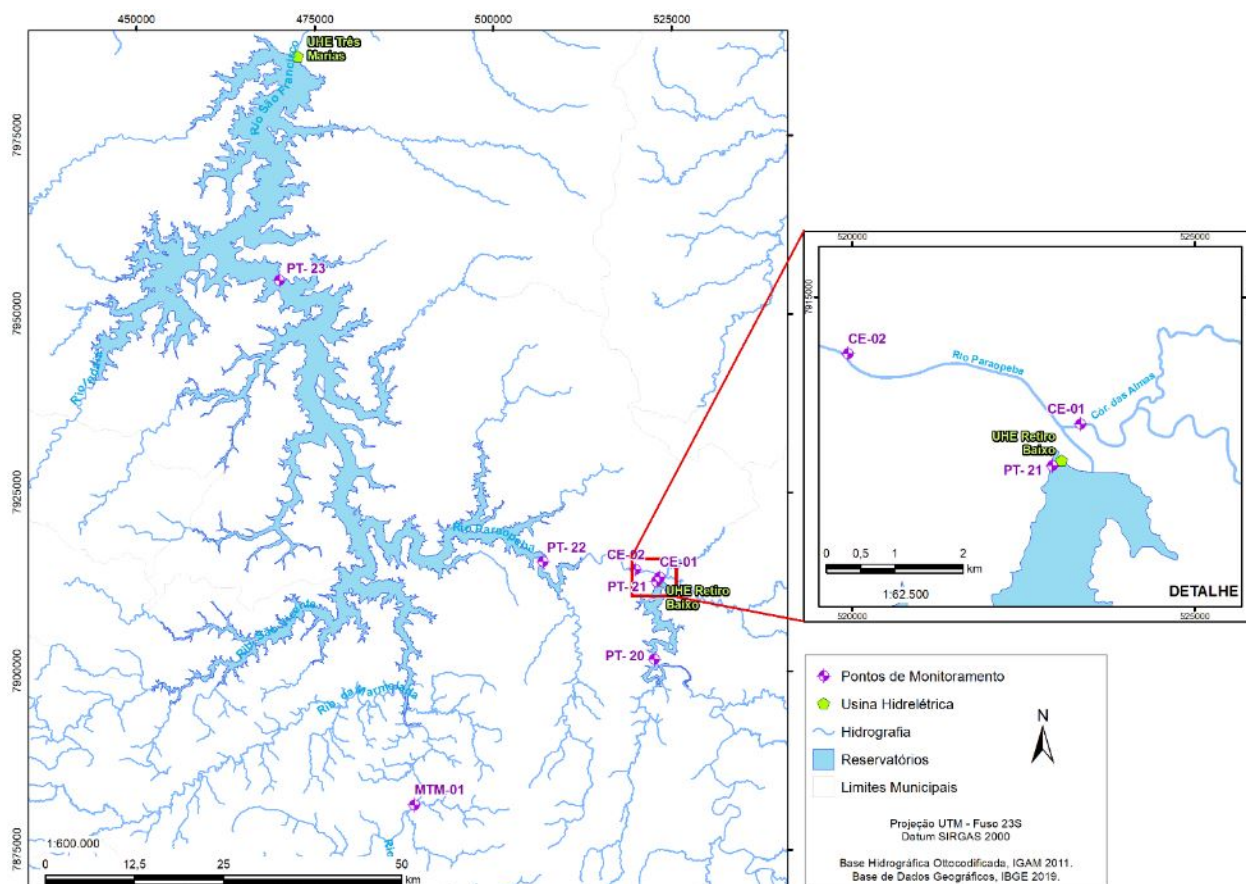 450000
475000
500000
525000
UHE Três
Marias
Rio São Francisco
7975000
PT- 23
7950000
7925000
Rio Paraopeba
PT- 22
CE-02
CE-01
PT- 21
UHE Retiro
Baixo
PT- 20
7900000
MTM-01
7875000
1:600.000
0
12,5
25
50
km
520000
525000
7915000
CE-02
Rio Paraopeba
CE-01
Cór. das Almas
UHE Retiro
Baixo
PT- 21
0
0,5
1
2
km
1:62.500
DETALHE
520000
525000
Pontos de Monitoramento
Usina Hidrelétrica
Hidrografia
Reservatórios
Limites Municipais
N
Projeção UTM - Fuso 23S
Datum SIRGAS 2000
Base Hidrográfica Ottocodificada, IGAM 2011.
Base de Dados Geográficos, IBGE 2019.